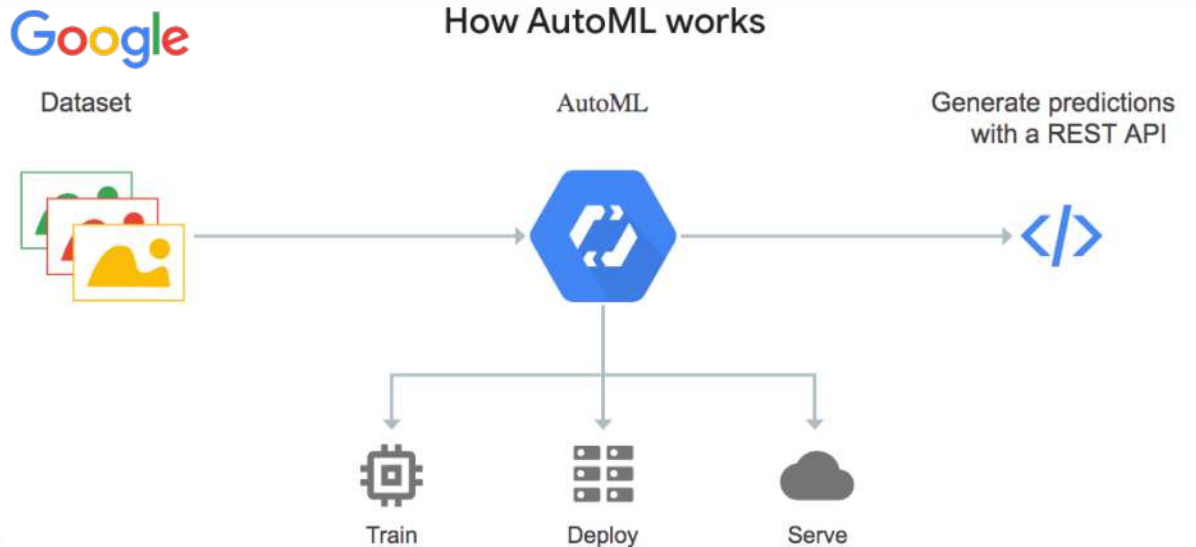 Google
How AutoML works
Dataset
AutoML
Generate predictions
with a REST API
</>
Train
Deploy
Serve